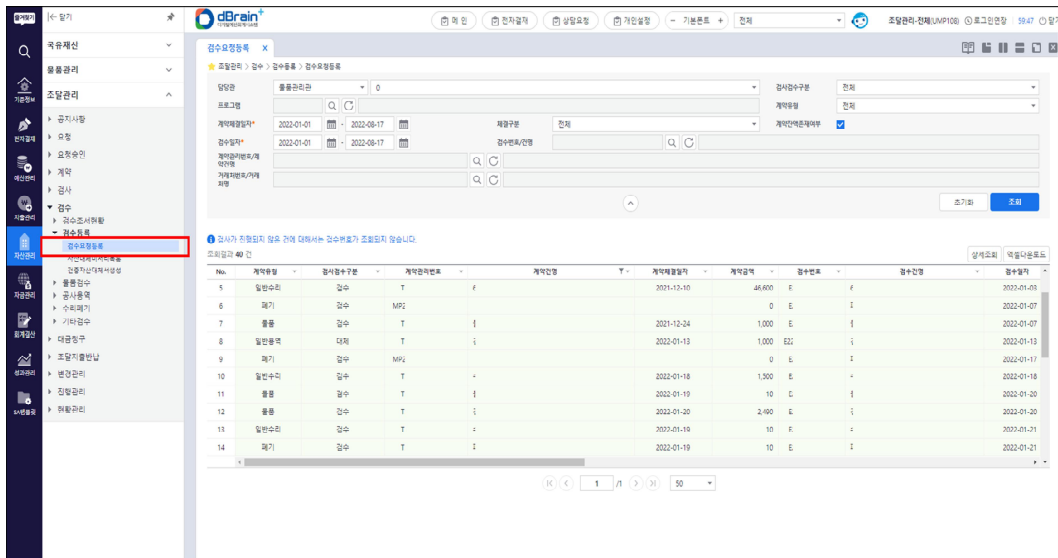 즐겨찾기 |← 닫기
dBrain+
디지털예산회계시스템
메 인 전자결재 상담요청 개인설정 − 기본폰트 + 전체 조달관리-전체(UMP108) 로그인연장 59:47
국유재산
물품관리
조달관리
기준정보
전자결재
예산편성
지출관리
자산관리
자금관리
회계결산
성과관리
공지사항
요청
요청승인
계약
검사
검수
검수조서현황
검수등록
검수요청등록
건중자산대체서생성
물품검수
공사용역
수리폐기
기타검수
대금청구
조달지출반납
변경관리
진행관리
현황관리
검수요청등록 X
조달관리 > 검수 > 검수등록 > 검수요청등록
담당관 물품관리관 0 검사검수구분 전체
프로그램 계약유형 전체
계약체결일자* 2022-01-01 - 2022-08-17 체결구분 전체 계약잔액존재여부
검수일자* 2022-01-01 - 2022-08-17 검수번호/건명
계약관리번호/계약건명
거래처번호/거래처명
초기화 조회
검사가 진행되지 않은 건에 대해서는 검수번호가 조회되지 않습니다.
조회결과 40 건 상세조회 엑셀다운로드
No. 계약유형 검사검수구분 계약관리번호 계약건명 계약체결일자 계약금액 검수번호 검수건명 검수일자
5 일반수리 검수 T 2021-12-10 46,600 E 2022-01-03
6 폐기 검수 MP2 0 E 2022-01-07
7 물품 검수 T 2021-12-24 1,000 E 2022-01-07
8 일반용역 대체 T 2022-01-13 1,000 E22 2022-01-13
9 폐기 검수 MP2 0 E 2022-01-17
10 일반수리 검수 T 2022-01-18 1,500 E 2022-01-18
11 물품 검수 T 2022-01-19 10 E 2022-01-20
12 물품 검수 T 2022-01-20 2,490 E 2022-01-20
13 일반수리 검수 T 2022-01-19 10 E 2022-01-21
14 폐기 검수 T 2022-01-19 10 E 2022-01-21
1 /1 50